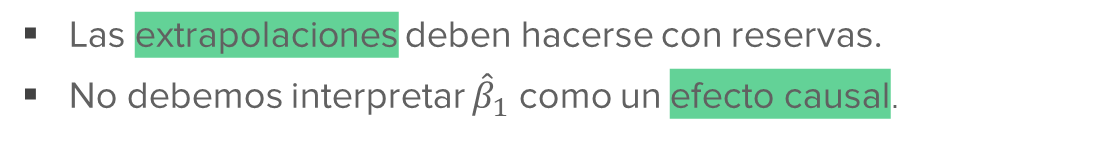 ▪ Las extrapolaciones deben hacerse con reservas.
▪ No debemos interpretar β̂₁ como un efecto causal.